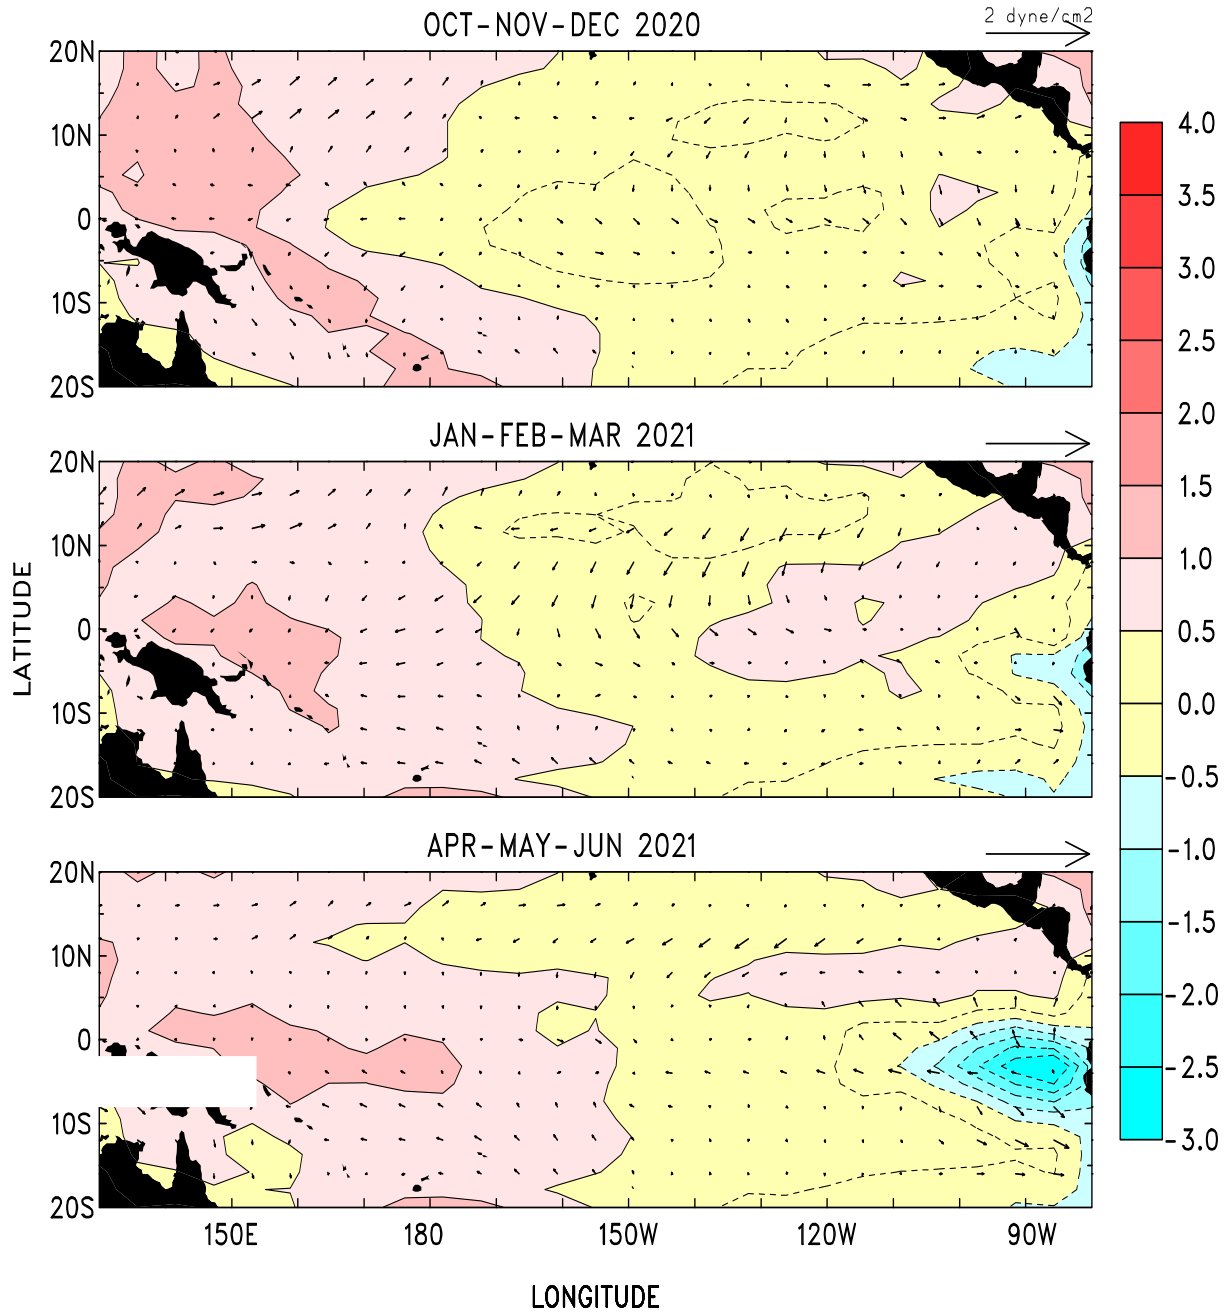 OCT-NOV-DEC 2020
2 dyne/cm2
20N
10N
0
10S
20S
JAN-FEB-MAR 2021
20N
10N
0
10S
20S
LATITUDE
APR-MAY-JUN 2021
20N
10N
0
10S
20S
150E 180 150W 120W 90W
LONGITUDE
4.0
3.5
3.0
2.5
2.0
1.5
1.0
0.5
0.0
-0.5
-1.0
-1.5
-2.0
-2.5
-3.0